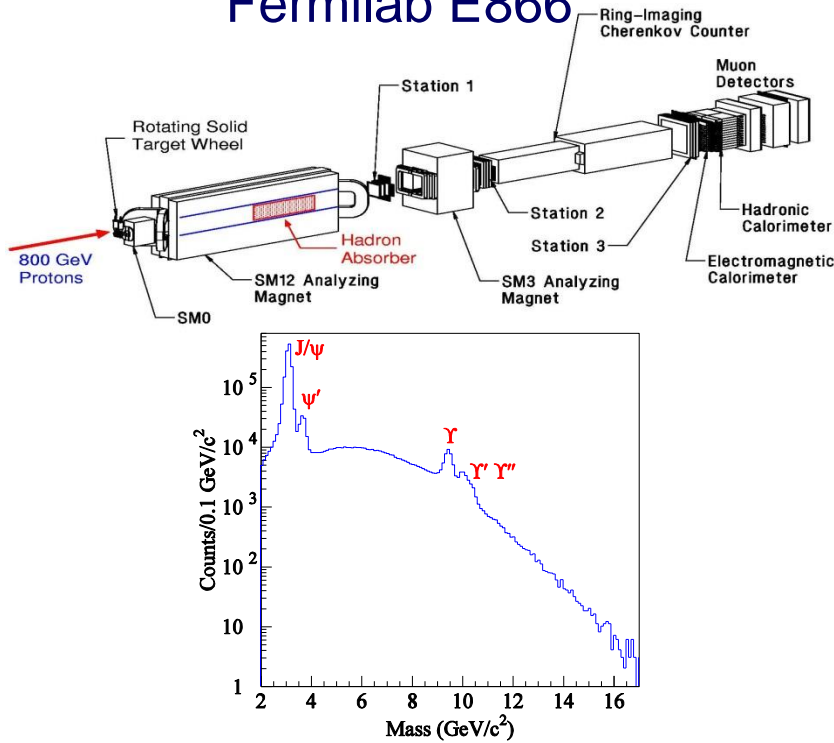 Fermilab E866
Ring-Imaging
Cherenkov Counter
Muon
Detectors
Station 1
Rotating Solid
Target Wheel
Station 2
Hadronic
Calorimeter
Station 3
Hadron
Absorber
800 GeV
Protons
Electromagnetic
Calorimeter
SM12 Analyzing
Magnet
SM3 Analyzing
Magnet
SM0
J/ψ
ψ′
ϒ
ϒ′ ϒ″
Counts/0.1 GeV/c²
10⁵
10⁴
10³
10²
10
1
2 4 6 8 10 12 14 16
Mass (GeV/c²)